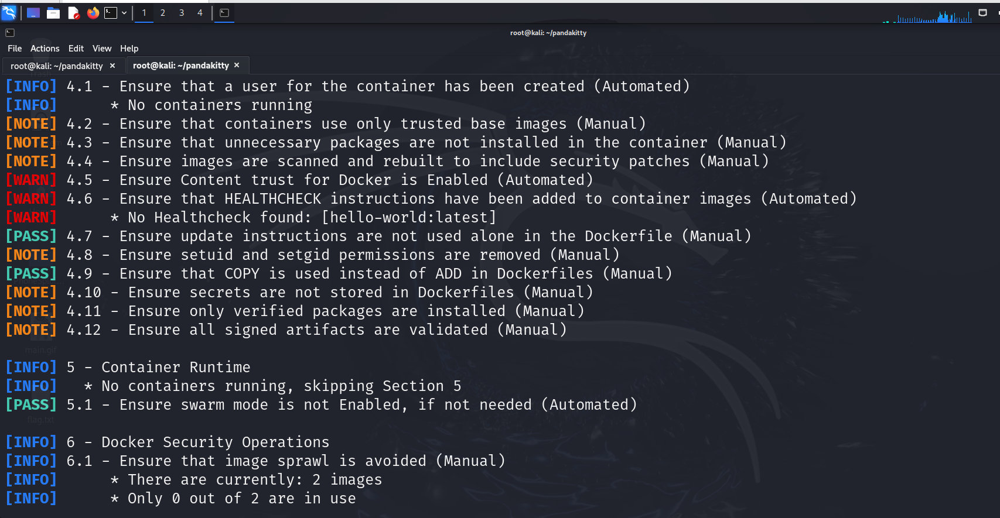 1 2 3 4
root@kali: ~/pandakitty
File Actions Edit View Help
root@kali: ~/pandakitty × root@kali: ~/pandakitty ×
[INFO] 4.1 - Ensure that a user for the container has been created (Automated)
[INFO]      * No containers running
[NOTE] 4.2 - Ensure that containers use only trusted base images (Manual)
[NOTE] 4.3 - Ensure that unnecessary packages are not installed in the container (Manual)
[NOTE] 4.4 - Ensure images are scanned and rebuilt to include security patches (Manual)
[WARN] 4.5 - Ensure Content trust for Docker is Enabled (Automated)
[WARN] 4.6 - Ensure that HEALTHCHECK instructions have been added to container images (Automated)
[WARN]      * No Healthcheck found: [hello-world:latest]
[PASS] 4.7 - Ensure update instructions are not used alone in the Dockerfile (Manual)
[NOTE] 4.8 - Ensure setuid and setgid permissions are removed (Manual)
[PASS] 4.9 - Ensure that COPY is used instead of ADD in Dockerfiles (Manual)
[NOTE] 4.10 - Ensure secrets are not stored in Dockerfiles (Manual)
[NOTE] 4.11 - Ensure only verified packages are installed (Manual)
[NOTE] 4.12 - Ensure all signed artifacts are validated (Manual)
main.gif
[INFO] 5 - Container Runtime
[INFO]   * No containers running, skipping Section 5
[PASS] 5.1 - Ensure swarm mode is not Enabled, if not needed (Automated)
flag.txt
[INFO] 6 - Docker Security Operations
[INFO] 6.1 - Ensure that image sprawl is avoided (Manual)
[INFO]      * There are currently: 2 images
[INFO]      * Only 0 out of 2 are in use